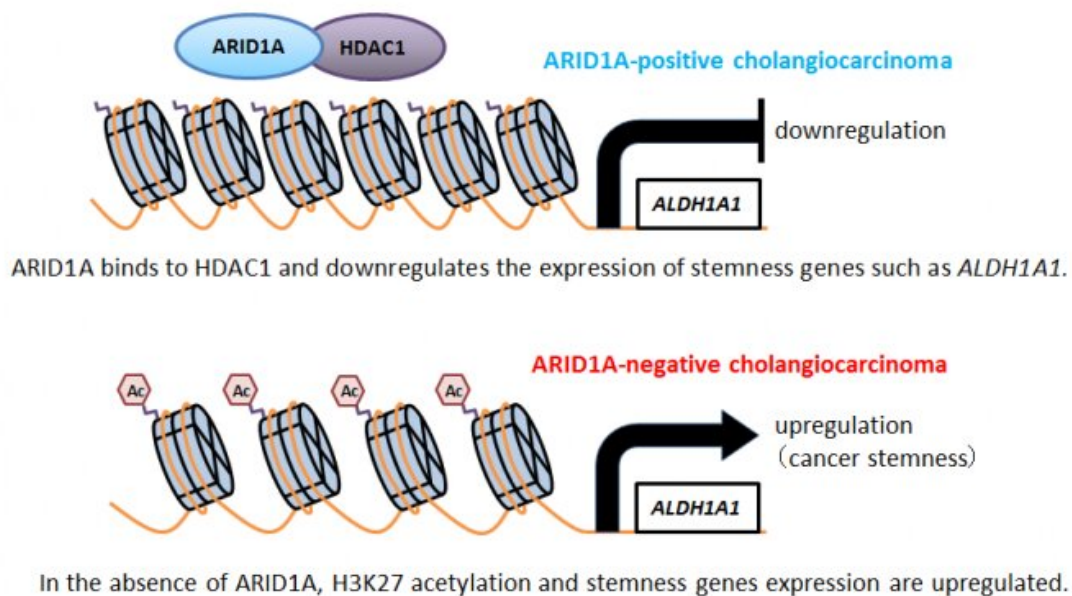 ARID1A HDAC1
ARID1A-positive cholangiocarcinoma
downregulation
ALDH1A1
ARID1A binds to HDAC1 and downregulates the expression of stemness genes such as ALDH1A1.
ARID1A-negative cholangiocarcinoma
Ac Ac Ac Ac
upregulation
（cancer stemness）
ALDH1A1
In the absence of ARID1A, H3K27 acetylation and stemness genes expression are upregulated.